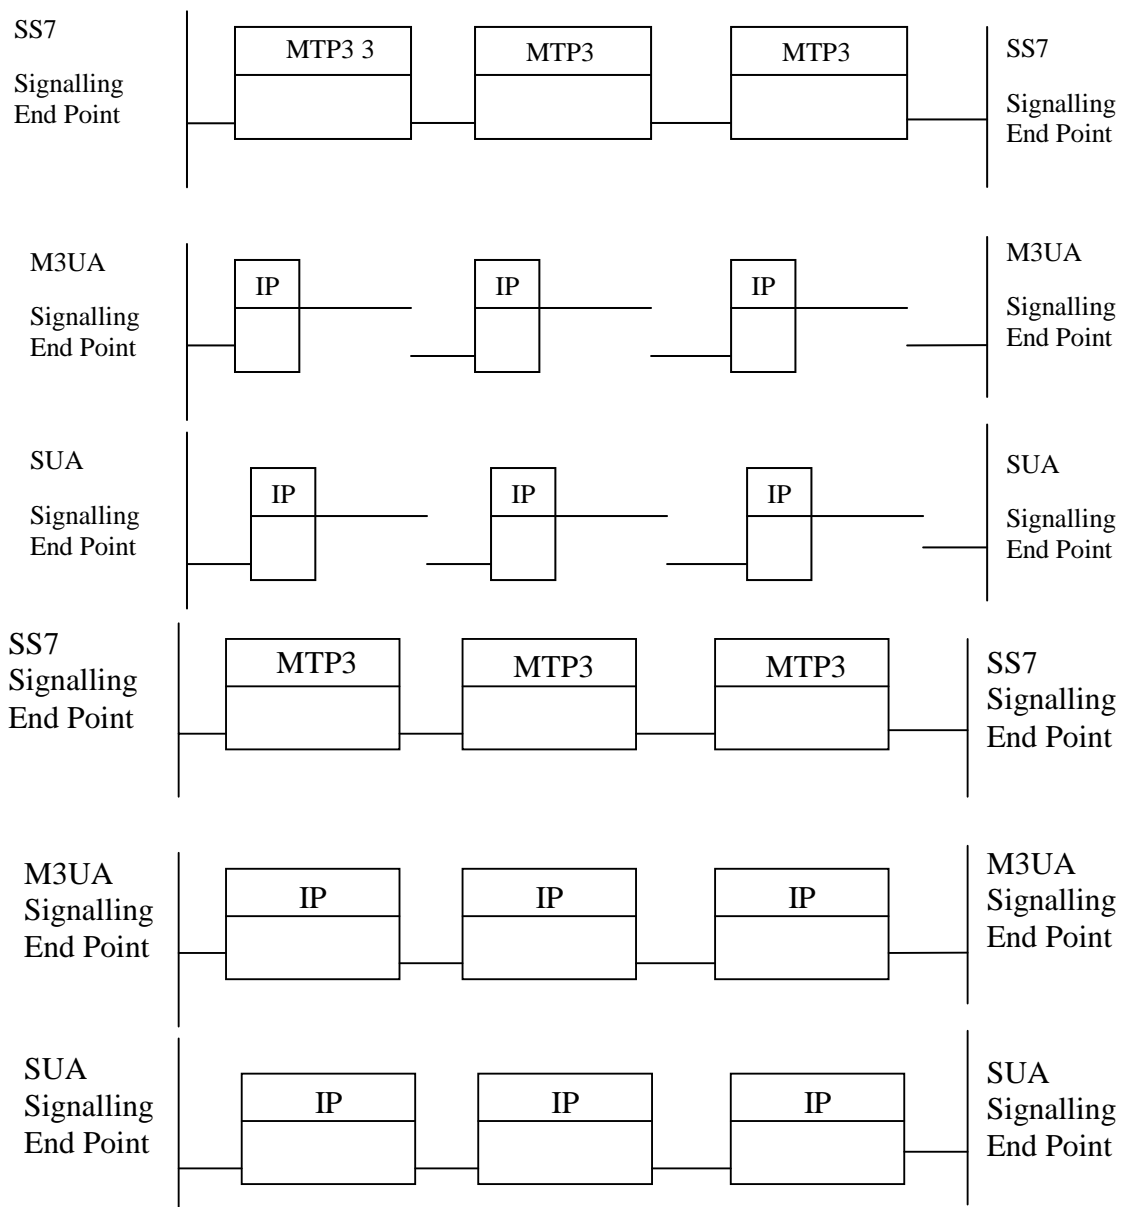 SS7
Signalling
End Point
MTP3 3
MTP3
MTP3
SS7
Signalling
End Point
M3UA
Signalling
End Point
IP
IP
IP
M3UA
Signalling
End Point
SUA
Signalling
End Point
IP
IP
IP
SUA
Signalling
End Point
SS7
Signalling
End Point
MTP3
MTP3
MTP3
SS7
Signalling
End Point
M3UA
Signalling
End Point
IP
IP
IP
M3UA
Signalling
End Point
SUA
Signalling
End Point
IP
IP
IP
SUA
Signalling
End Point